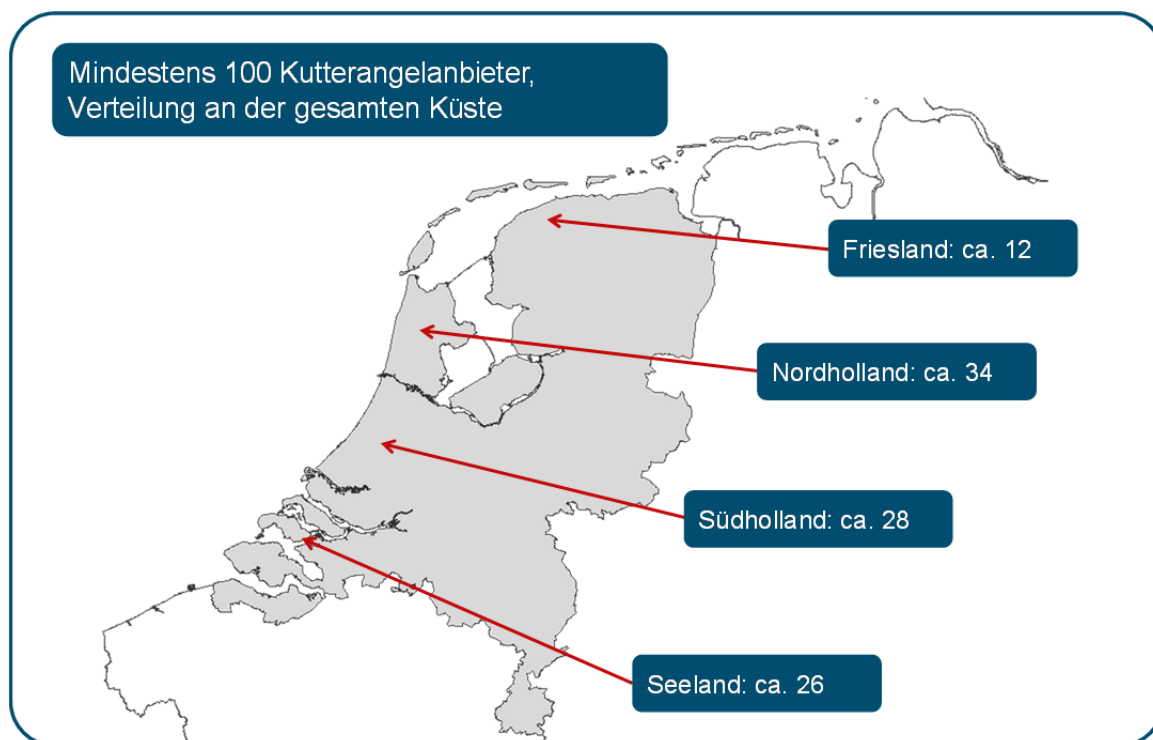 Mindestens 100 Kutterangelanbieter,
Verteilung an der gesamten Küste
Friesland: ca. 12
Nordholland: ca. 34
Südholland: ca. 28
Seeland: ca. 26